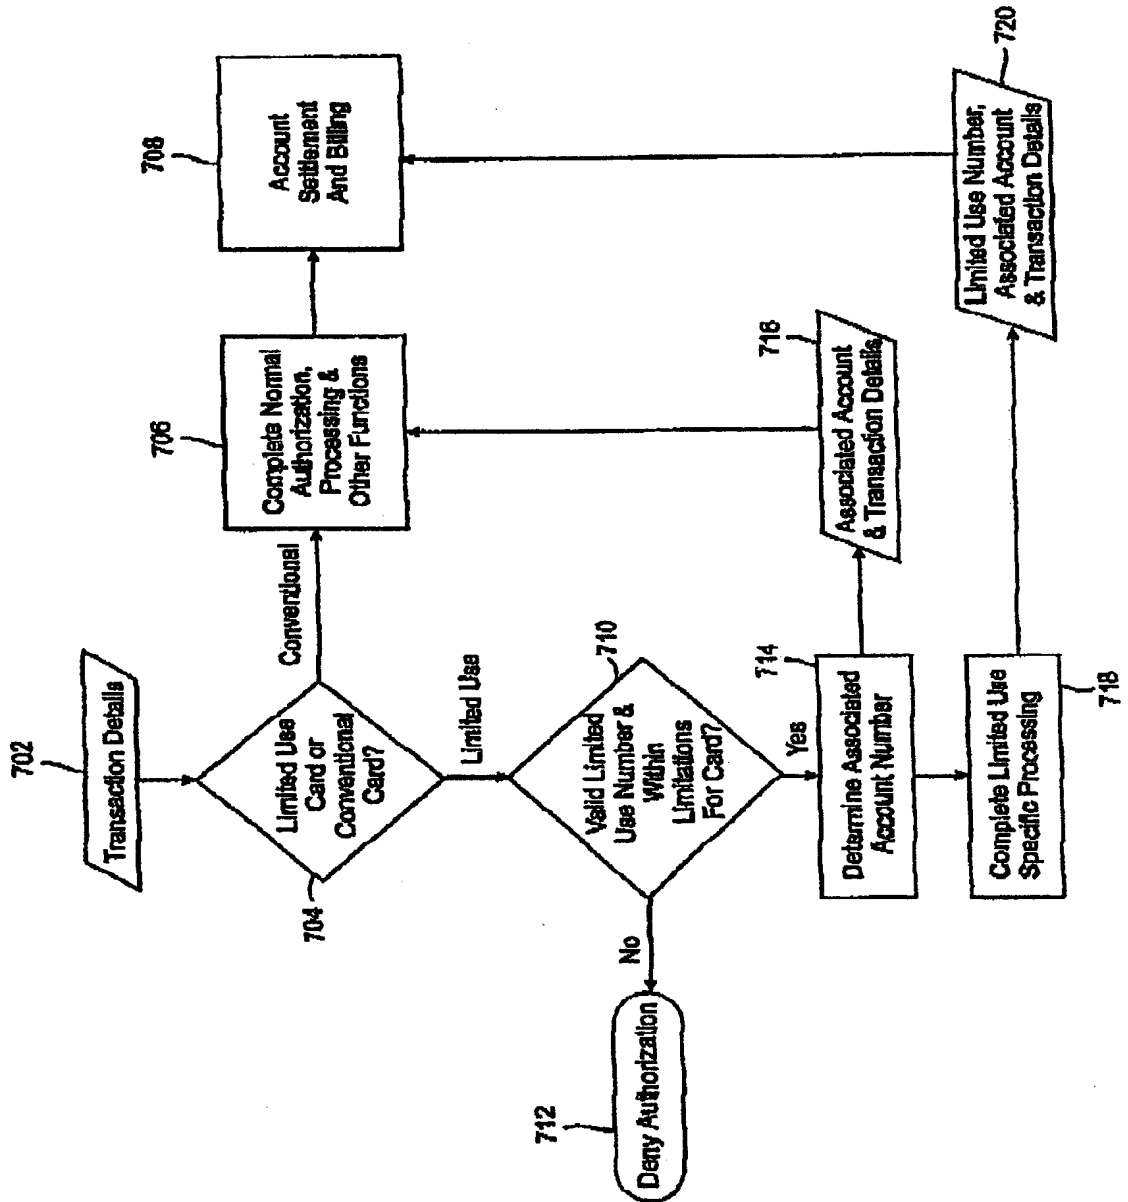 702
Transaction Details
704
Limited Use
Card or
Conventional
Card?
Conventional
706
Complete Normal
Authorization,
Processing &
Other Functions
708
Account
Settlement
And Billing
Limited Use
710
Valid Limited
Use Number &
Within
Limitations
For Card?
No
712
Deny Authorization
Yes
714
Determine Associated
Account Number
716
Associated Account
& Transaction Details
Complete Limited Use
Specific Processing
718
720
Limited Use Number,
Associated Account
& Transaction Details